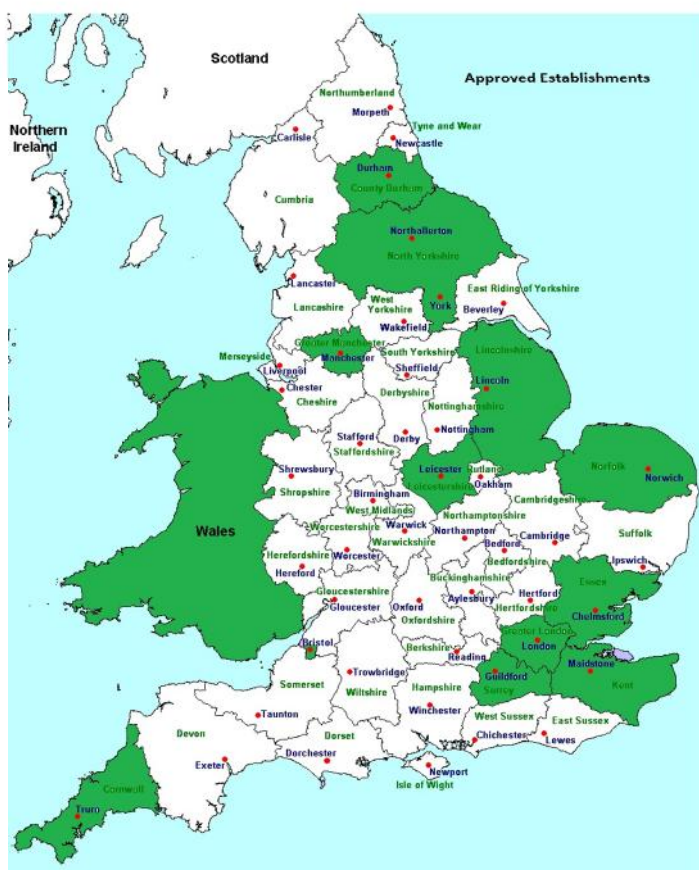 Scotland
Approved Establishments
Northumberland
Morpeth
Northern
Ireland
Tyne and Wear
Carlisle
Newcastle
Durham
County Durham
Cumbria
Northallurton
North Yorkshire
Lancaster
East Riding of Yorkshire
West
Yorkshire
York
Beverley
Lancashire
Wakefield
Greater Manchester
Manchester
Merseyside
South Yorkshire
Lincolnshire
Liverpool
Sheffield
Chester
Lincoln
Cheshire
Derbyshire
Nottinghamshire
Stafford
Staffordshire
Derby
Nottingham
Shrewsbury
Leicester
Leicestershire
Rutland
Oakham
Norfolk
Norwich
Shropshire
Birmingham
West Midlands
Cambridgeshire
Northamptonshire
Wales
Worcestershire
Warwick
Warwickshire
Northampton
Cambridge
Suffolk
Herefordshire
Worcester
Bedford
Bedfordshire
Ipswich
Hereford
Buckinghamshire
Essex
Gloucestershire
Gloucester
Oxford
Oxfordshire
Aylesbury
Hertford
Hertfordshire
Chelmsford
Greater London
London
Bristol
Berkshire
Reading
Maidstone
Kent
Trowbridge
Guildford
Surrey
Somerset
Wiltshire
Hampshire
Winchester
Taunton
West Sussex
East Sussex
Devon
Dorset
Chichester
Lewes
Exeter
Dorchester
Newport
Isle of Wight
Cornwall
Truro